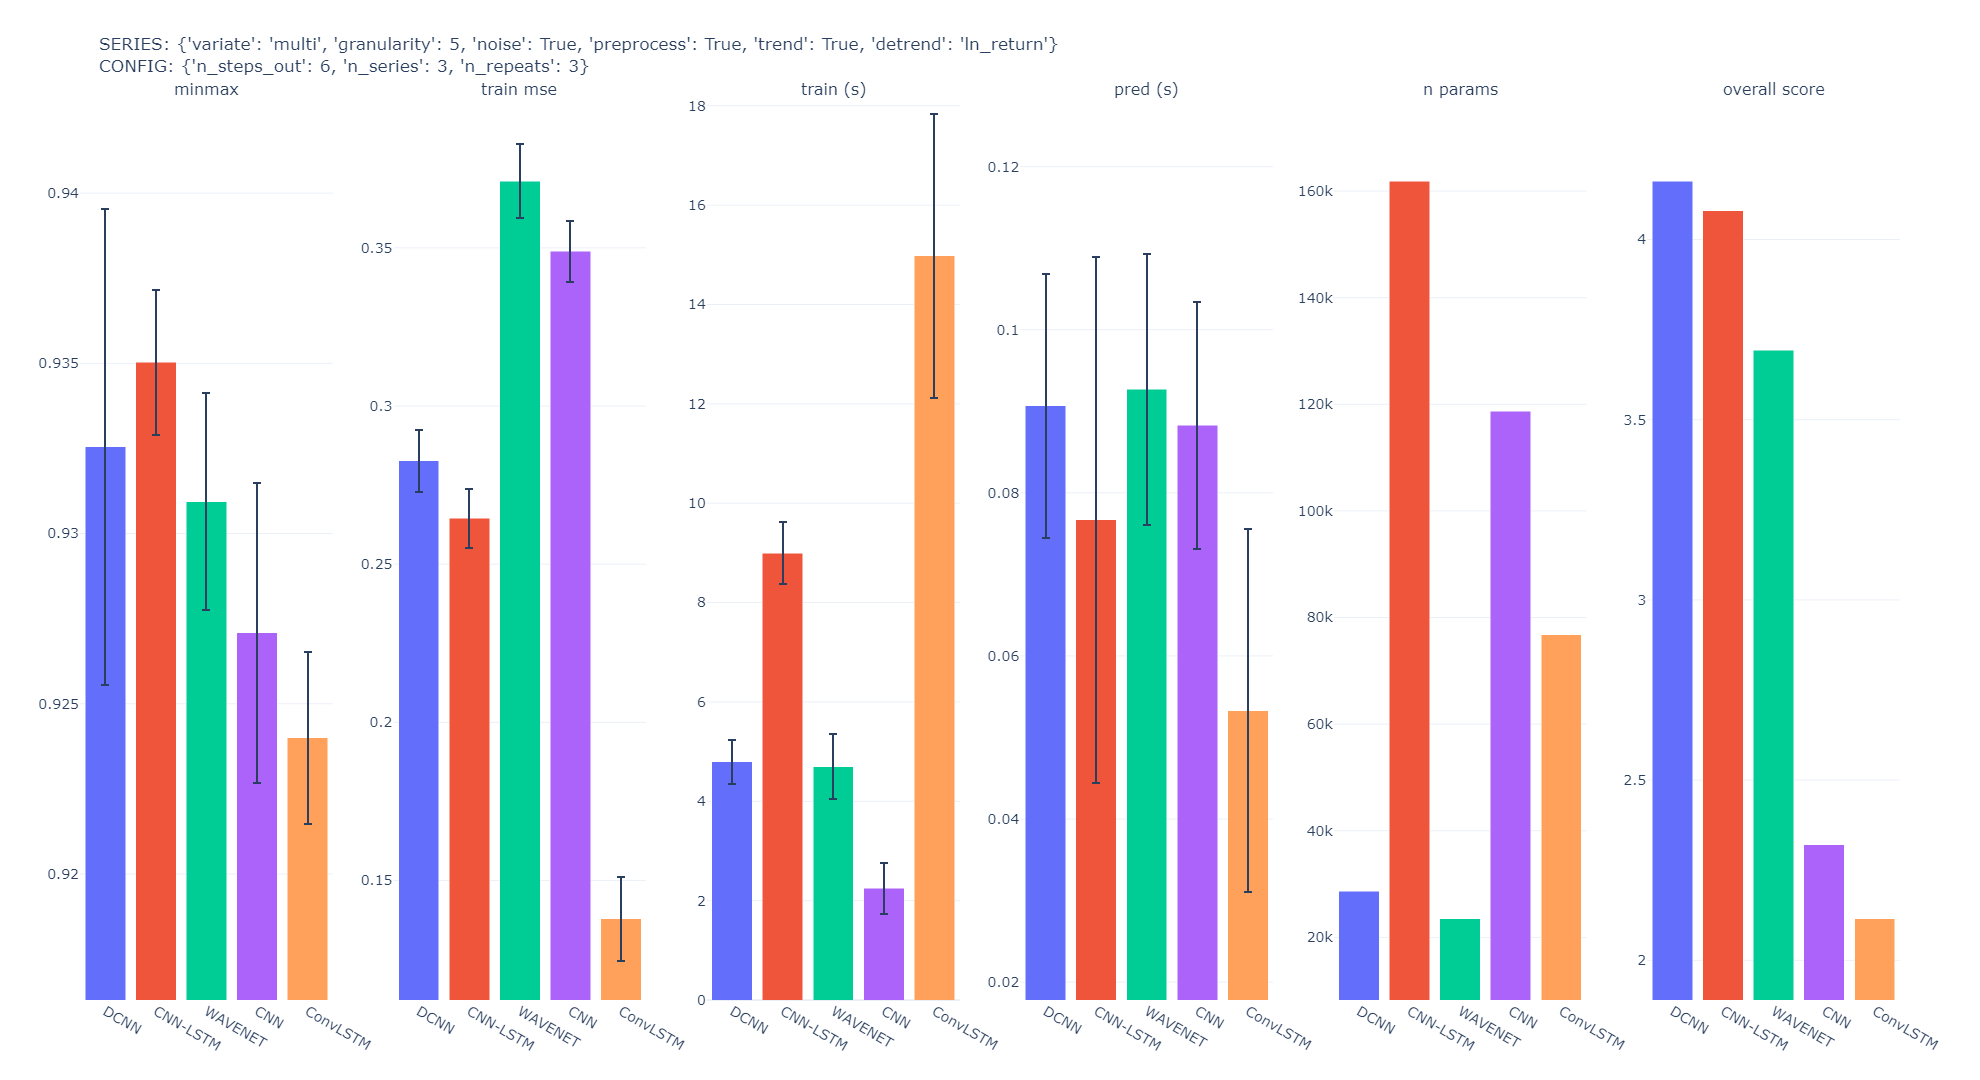 SERIES: {'variate': 'multi', 'granularity': 5, 'noise': True, 'preprocess': True, 'trend': True, 'detrend': 'ln_return'}
CONFIG: {'n_steps_out': 6, 'n_series': 3, 'n_repeats': 3}
minmax
0.94
0.935
0.93
0.925
0.92
DCNN
CNN-LSTM
WAVENET
CNN
ConvLSTM
train mse
0.35
0.3
0.25
0.2
0.15
DCNN
CNN-LSTM
WAVENET
CNN
ConvLSTM
train (s)
18
16
14
12
10
8
6
4
2
0
DCNN
CNN-LSTM
WAVENET
CNN
ConvLSTM
pred (s)
0.12
0.1
0.08
0.06
0.04
0.02
DCNN
CNN-LSTM
WAVENET
CNN
ConvLSTM
n params
160k
140k
120k
100k
80k
60k
40k
20k
DCNN
CNN-LSTM
WAVENET
CNN
ConvLSTM
overall score
4
3.5
3
2.5
2
DCNN
CNN-LSTM
WAVENET
CNN
ConvLSTM